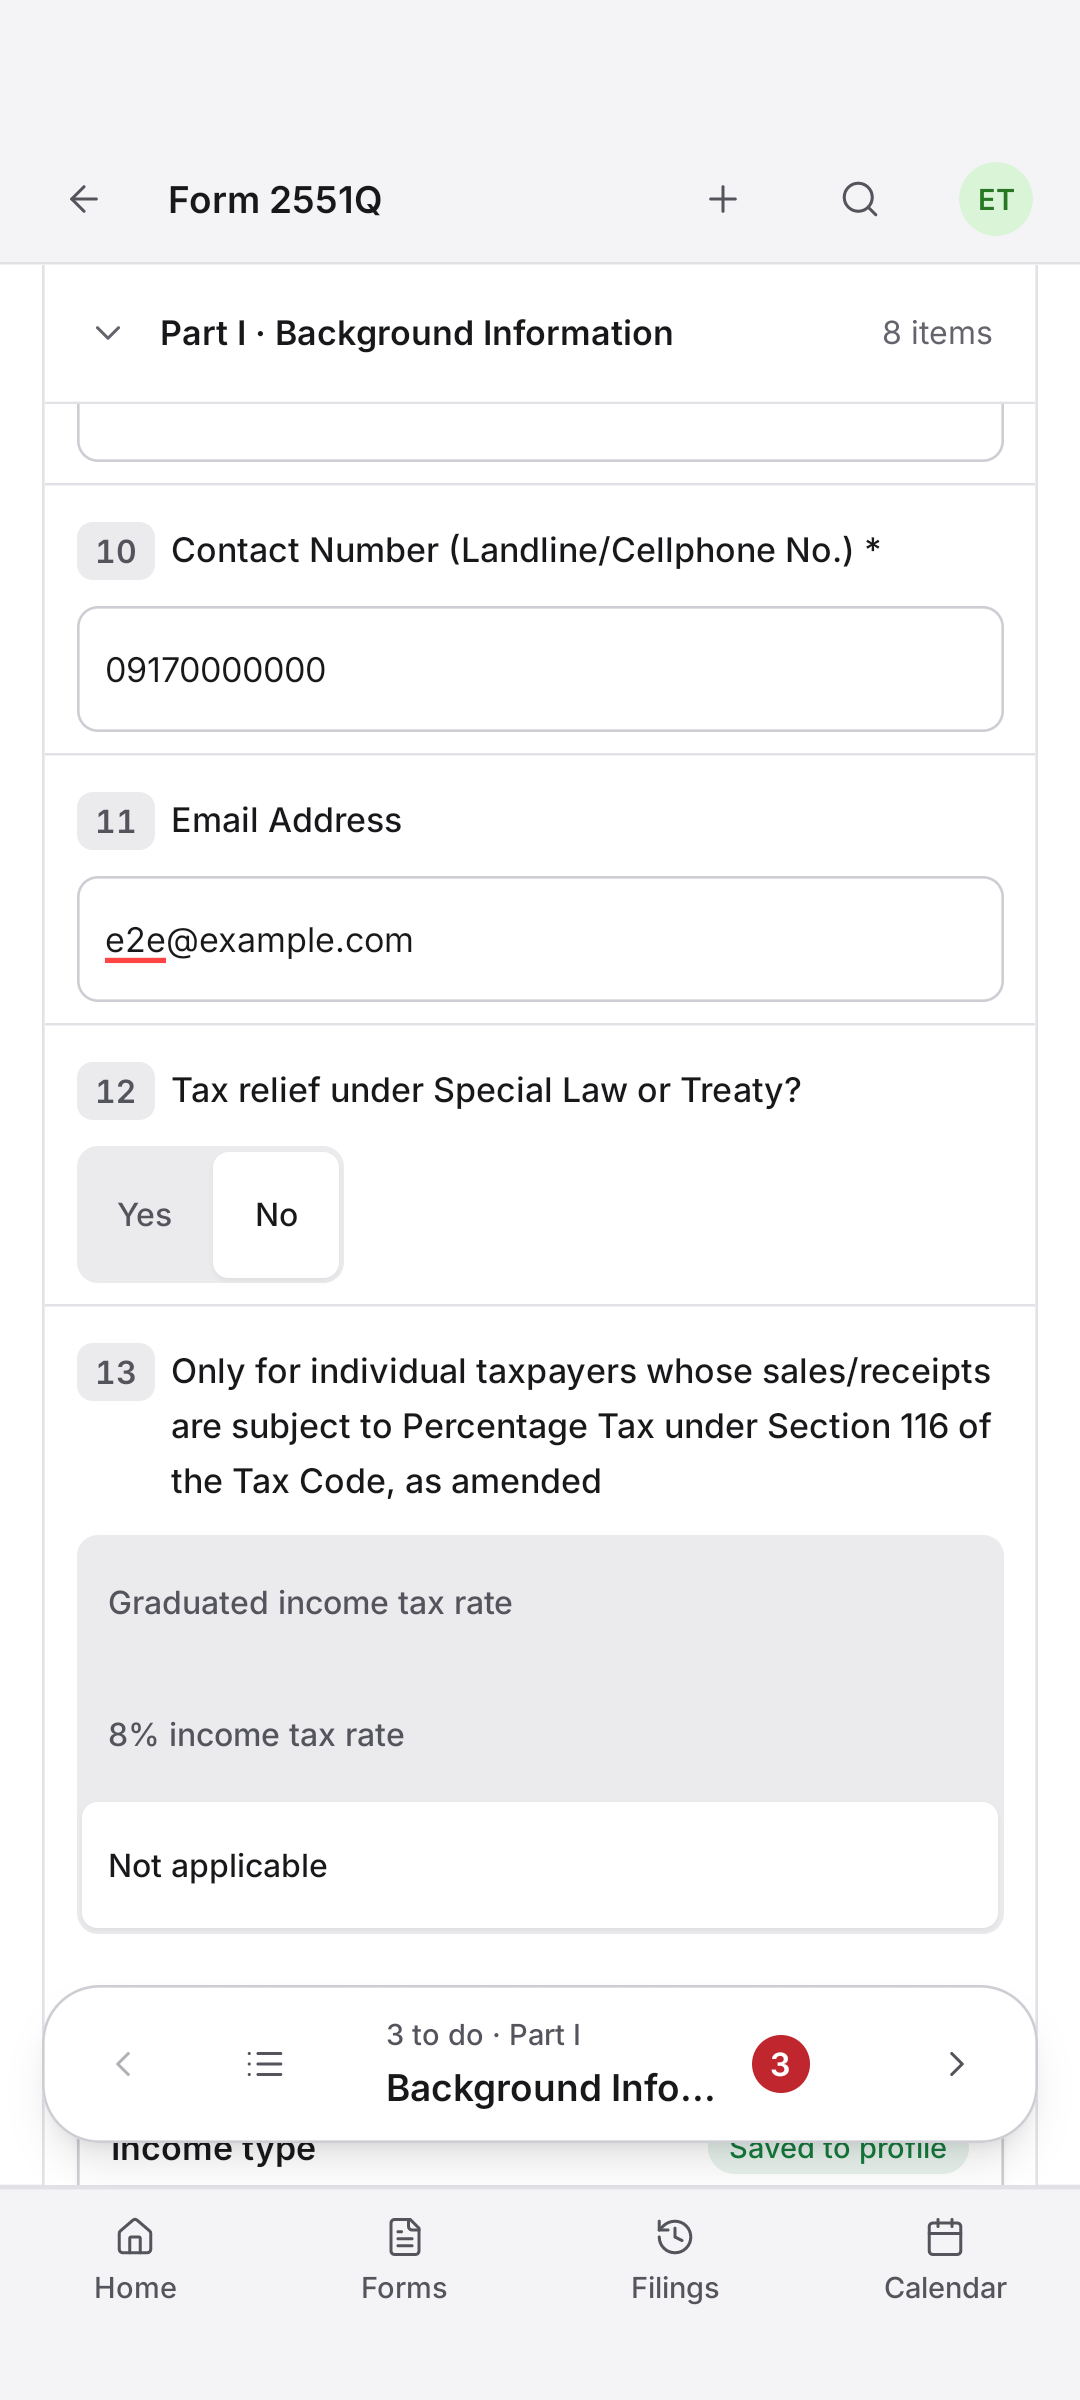 Form 2551Q
ET
Part I · Background Information
8 items
10 Contact Number (Landline/Cellphone No.) *
09170000000
11 Email Address
e2e@example.com
12 Tax relief under Special Law or Treaty?
Yes No
13 Only for individual taxpayers whose sales/receipts
are subject to Percentage Tax under Section 116 of
the Tax Code, as amended
Graduated income tax rate
8% income tax rate
Not applicable
3 to do · Part I
Background Info...
3
Income type
Saved to profile
Home Forms Filings Calendar